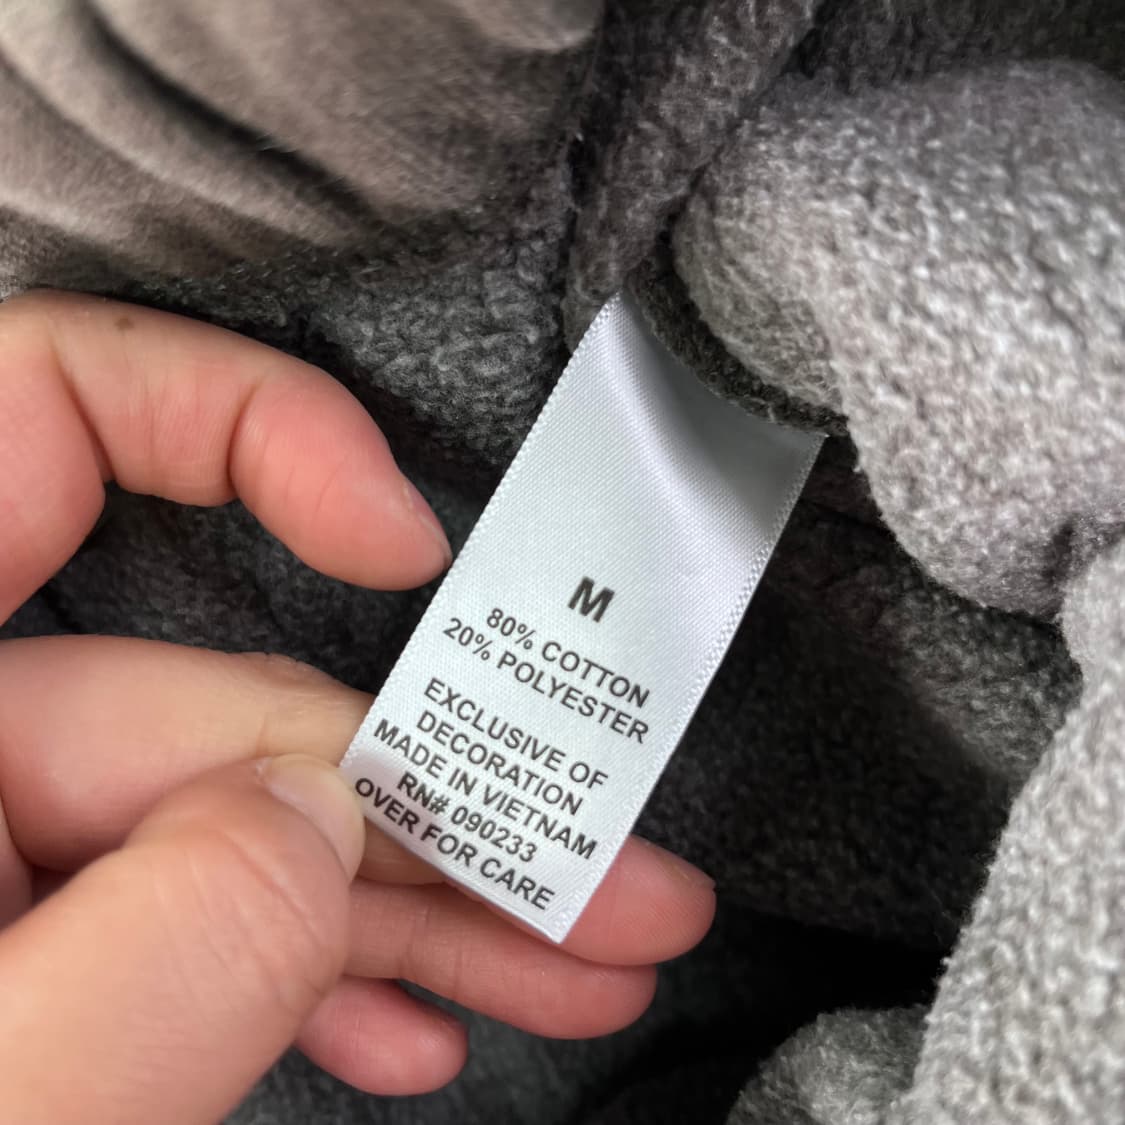 M
80% COTTON
20% POLYESTER
EXCLUSIVE OF
DECORATION
MADE IN VIETNAM
RN# 090233
OVER FOR CARE